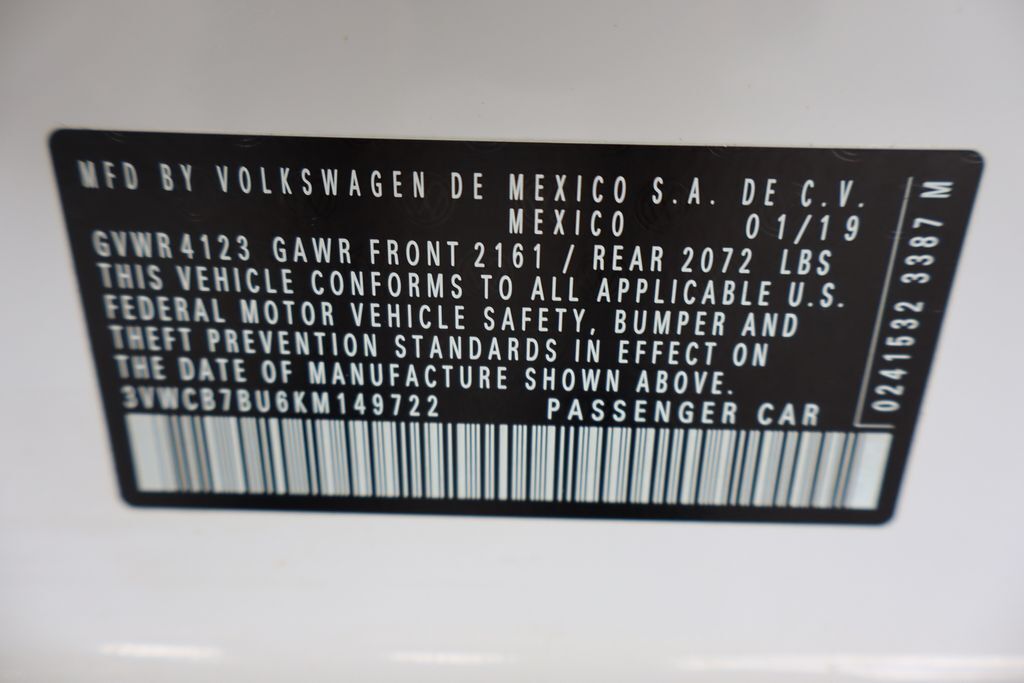 MFD BY VOLKSWAGEN DE MEXICO S.A. DE C.V.
MEXICO 01/19
GVWR 4123 GAWR FRONT 2161 / REAR 2072 LBS
THIS VEHICLE CONFORMS TO ALL APPLICABLE U.S.
FEDERAL MOTOR VEHICLE SAFETY, BUMPER AND
THEFT PREVENTION STANDARDS IN EFFECT ON
THE DATE OF MANUFACTURE SHOWN ABOVE.
3VWCB7BU6KM149722 PASSENGER CAR
0241532 3387 M